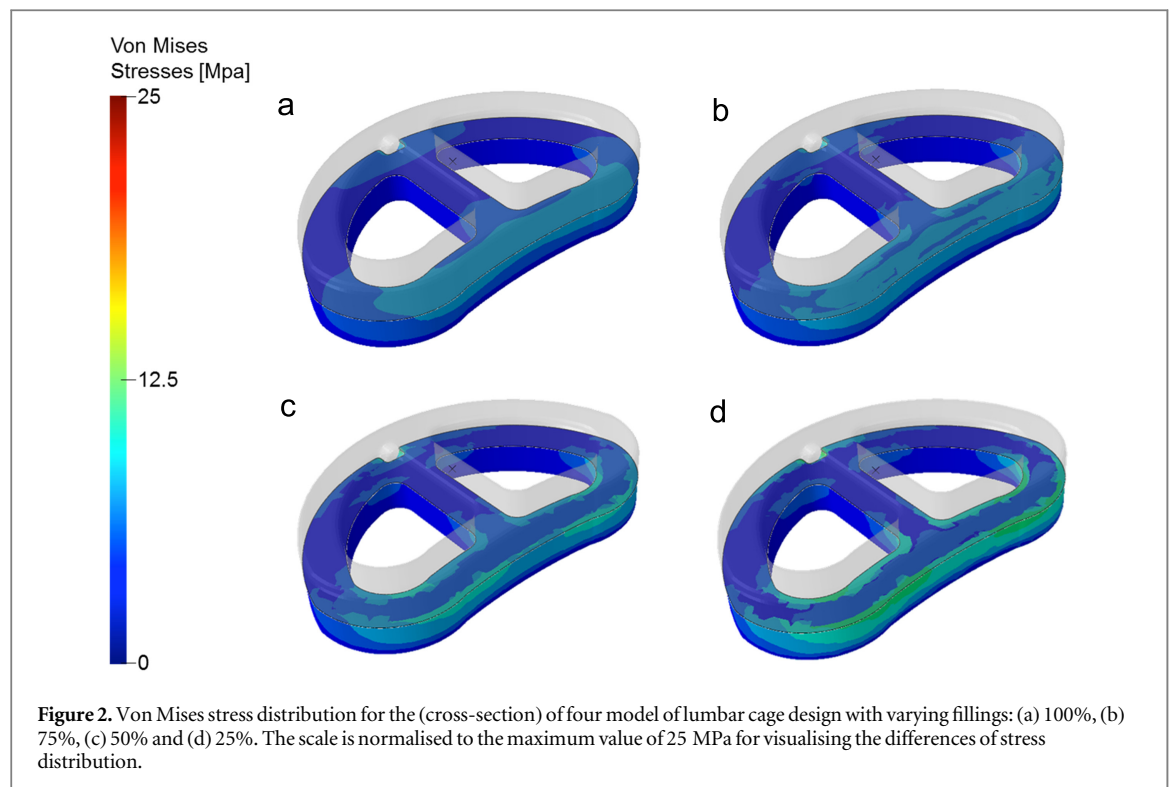 Von Mises
Stresses [Mpa]
25
12.5
0
a
b
c
d
Figure 2. Von Mises stress distribution for the (cross-section) of four model of lumbar cage design with varying fillings: (a) 100%, (b)
75%, (c) 50% and (d) 25%. The scale is normalised to the maximum value of 25 MPa for visualising the differences of stress
distribution.